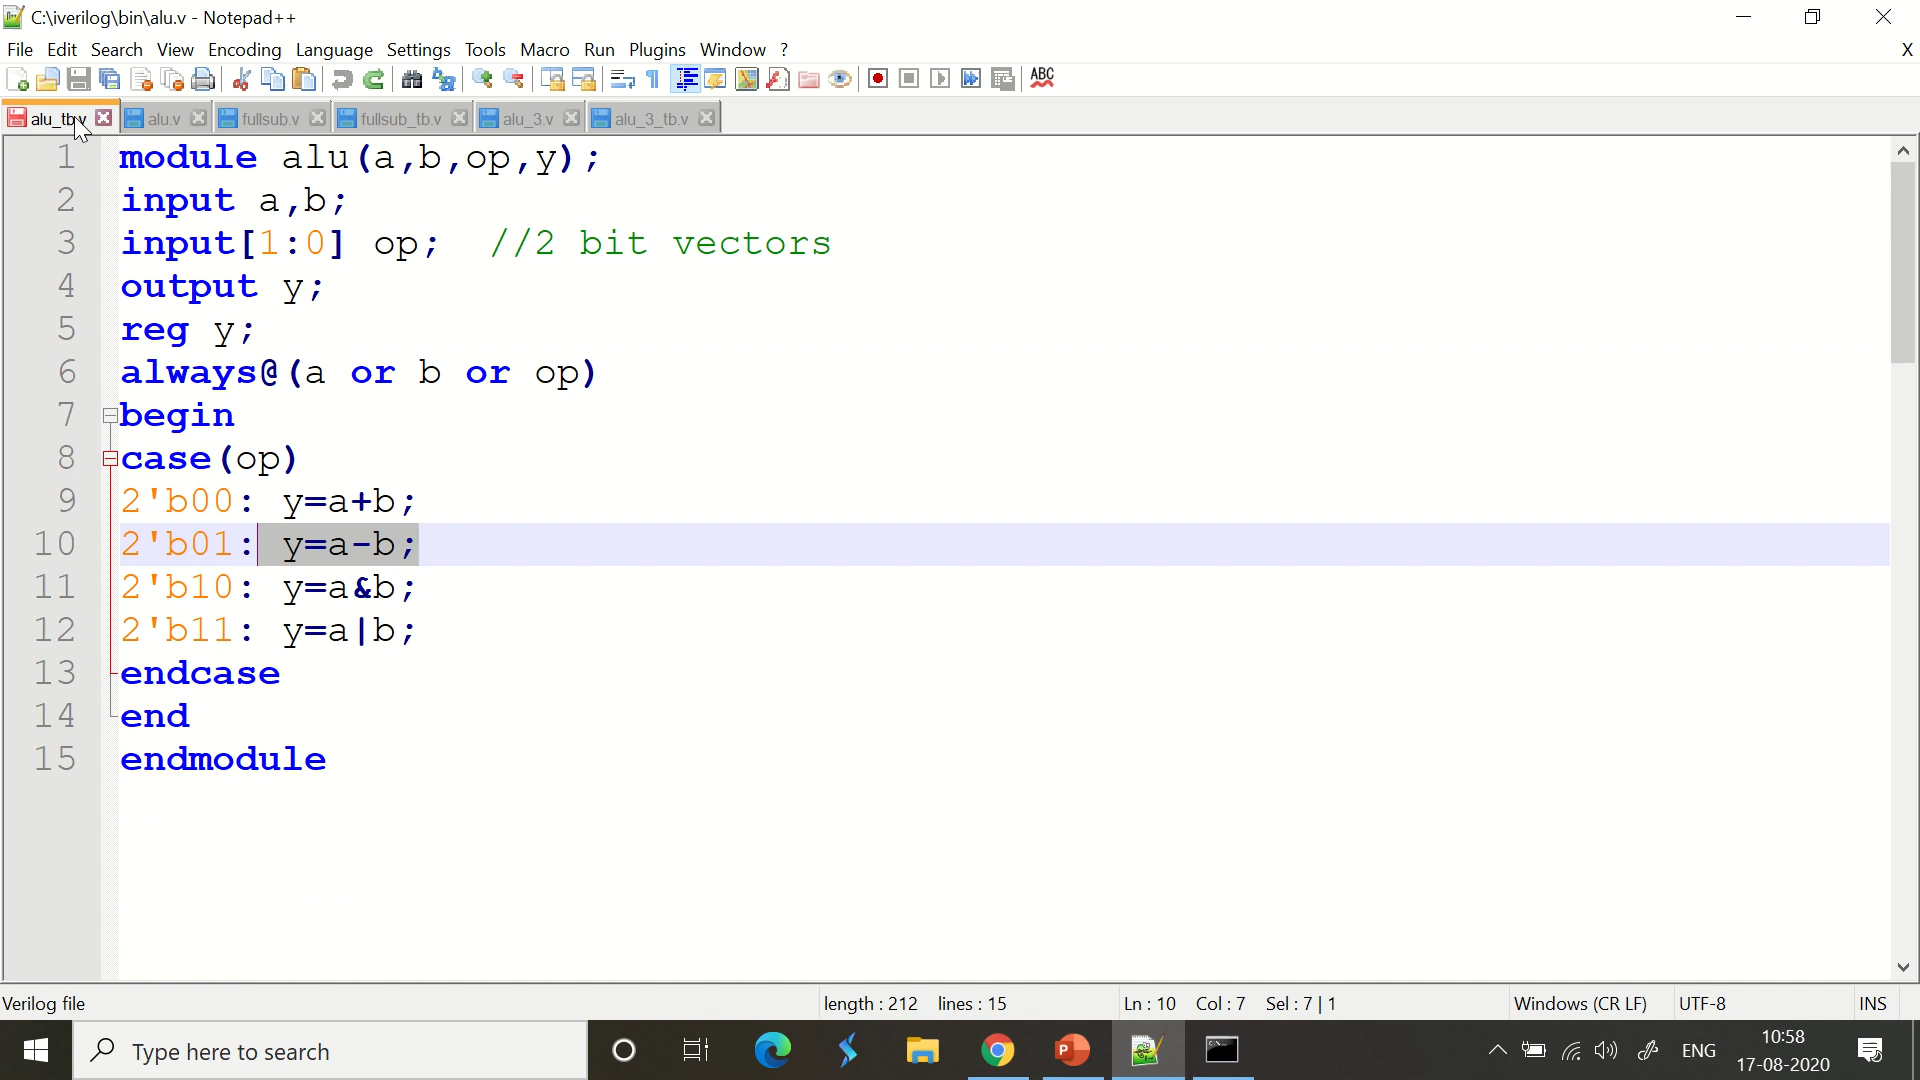 C:\iverilog\bin\alu.v - Notepad++
File Edit Search View Encoding Language Settings Tools Macro Run Plugins Window ? X
ABC
alu_tb.v alu.v fullsub.v fullsub_tb.v alu_3.v alu_3_tb.v
1 module alu(a,b,op,y);
2 input a,b;
3 input[1:0] op; //2 bit vectors
4 output y;
5 reg y;
6 always@(a or b or op)
7 begin
8 case(op)
9 2'b00: y=a+b;
10 2'b01: y=a-b;
11 2'b10: y=a&b;
12 2'b11: y=a|b;
13 endcase
14 end
15 endmodule
Verilog file length : 212 lines : 15 Ln : 10 Col : 7 Sel : 7 | 1 Windows (CR LF) UTF-8 INS
Type here to search ENG 10:58
17-08-2020